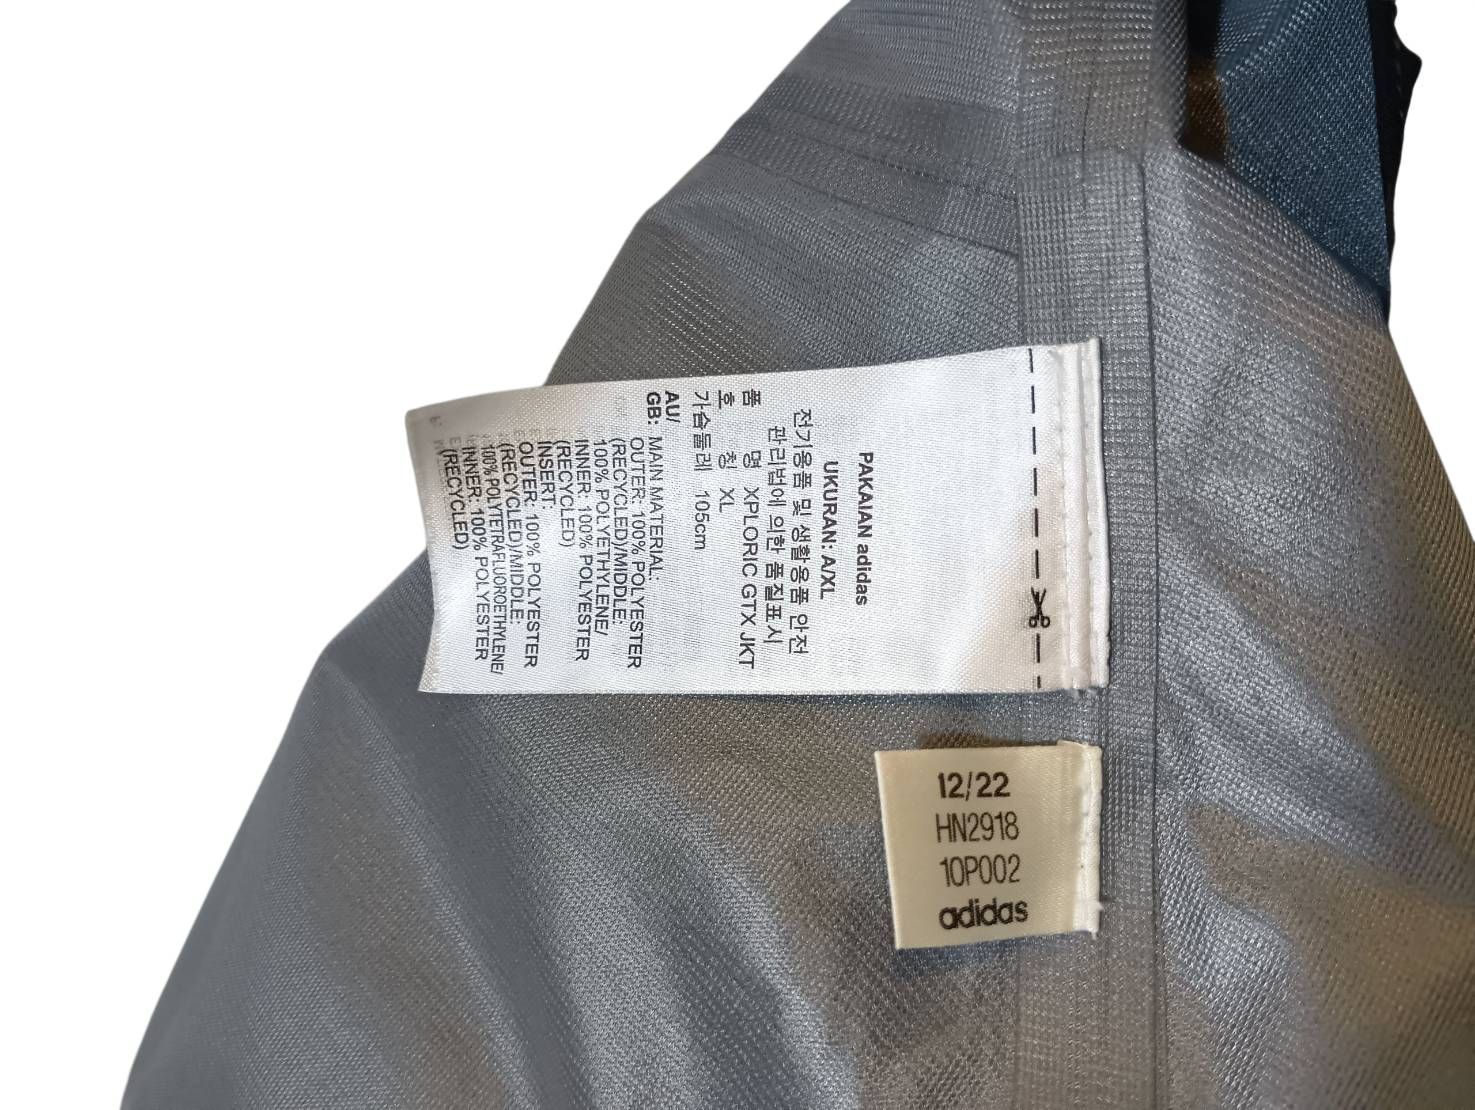 PAKAIAN adidas
UKURAN: A/XL
전기용품 및 생활용품 안전
관리법에 의한 품질표시
품 명 XPLORIC GTX JKT
호 칭 XL
가슴둘레 105cm
AU/
GB: MAIN MATERIAL:
OUTER: 100% POLYESTER
(RECYCLED)/MIDDLE:
100% POLYETHYLENE/
INNER: 100% POLYESTER
(RECYCLED)
INSERT:
OUTER: 100% POLYESTER
(RECYCLED)/MIDDLE:
100% POLYTETRAFLUOROETHYLENE/
INNER: 100% POLYESTER
(RECYCLED)
12/22
HN2918
10P002
adidas